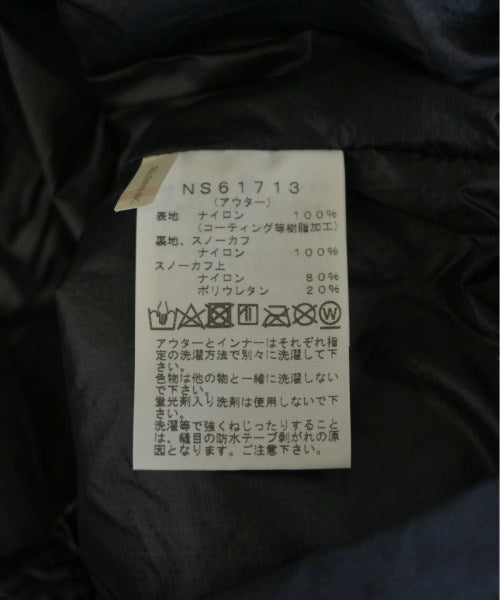 NS61713
(アウター)
表地 ナイロン 100%
(コーティング等樹脂加工)
裏地、スノーカフ
ナイロン 100%
スノーカフ上
ナイロン 80%
ポリウレタン 20%
アウターとインナーはそれぞれ指
定の洗濯方法で別々に洗濯して下
さい。
色物は他の物と一緒に洗濯しない
で下さい。
蛍光剤入り洗剤は使用しないで下
さい。
洗濯等で強くねじったりすること
は、縫目の防水テープ剥がれの原
因となります。ご注意下さい。